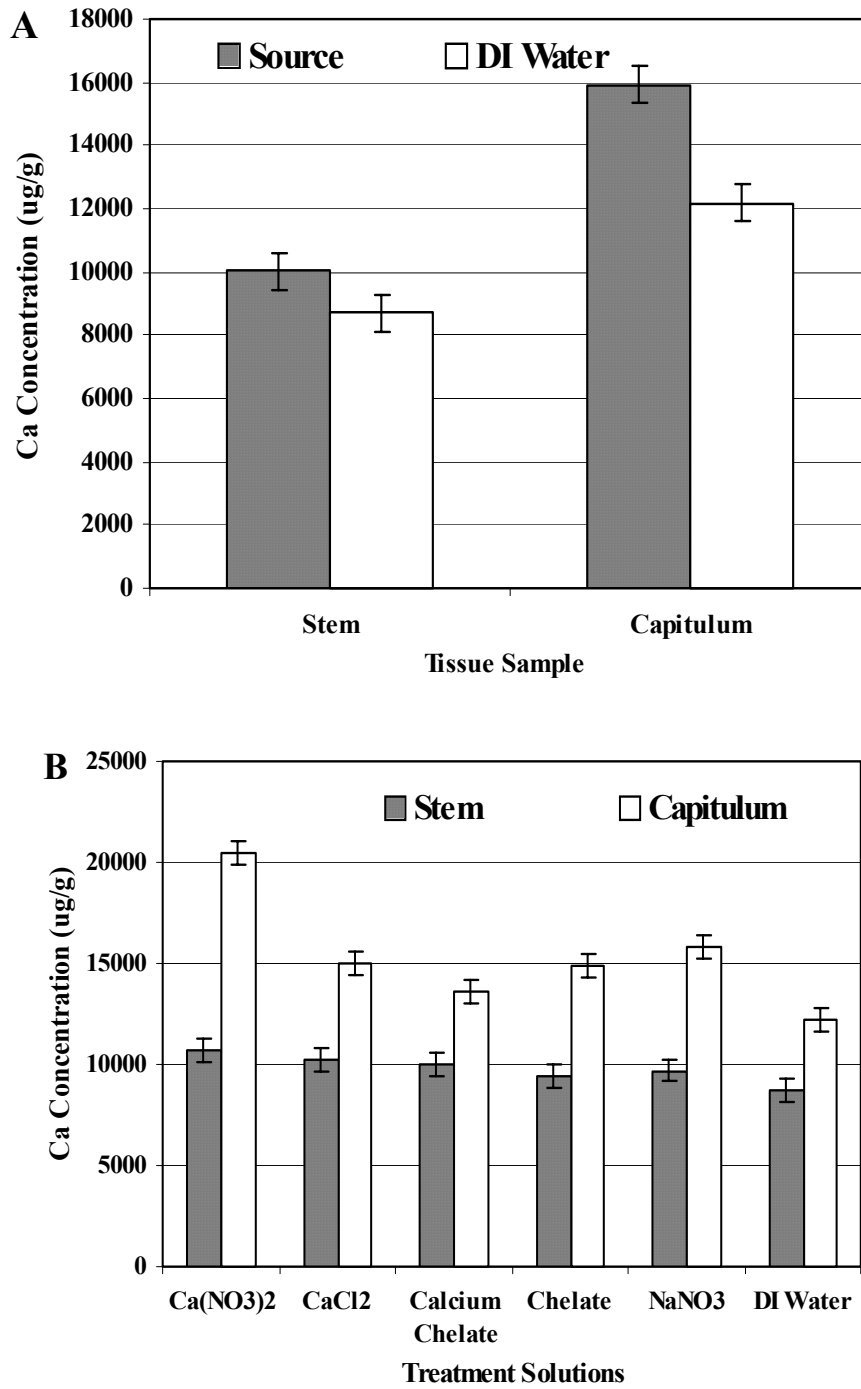 A
18000
16000
14000
12000
10000
8000
6000
4000
2000
0
Ca Concentration (ug/g)
Source DI Water
Stem Capitulum
Tissue Sample
B
25000
20000
15000
10000
5000
0
Ca Concentration (ug/g)
Stem Capitulum
Ca(NO3)2 CaCl2 Calcium Chelate NaNO3 DI Water
Chelate
Treatment Solutions